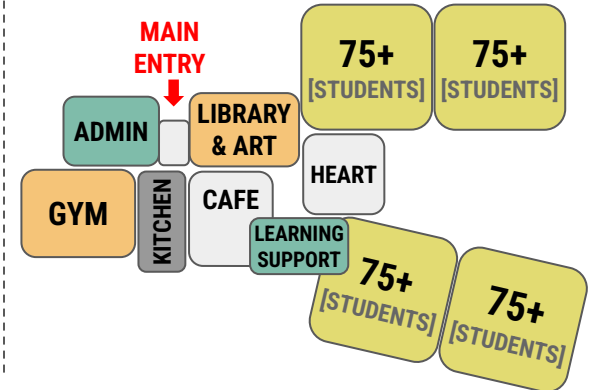 MAIN
ENTRY
75+
[STUDENTS]
75+
[STUDENTS]
ADMIN
LIBRARY
& ART
HEART
GYM
KITCHEN
CAFE
LEARNING
SUPPORT
75+
[STUDENTS]
75+
[STUDENTS]